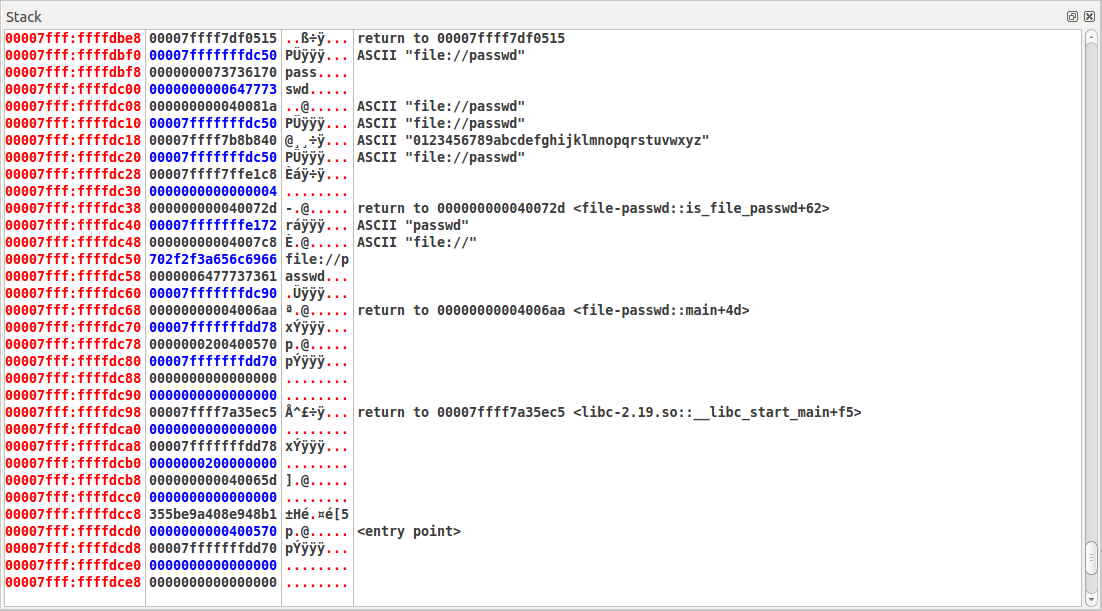 Stack
00007fff:ffffdbe8 00007ffff7df0515 ..ß÷ÿ... return to 00007ffff7df0515
00007fff:ffffdbf0 00007fffffffdc50 PÜÿÿÿ... ASCII "file://passwd"
00007fff:ffffdbf8 0000000073736170 pass....
00007fff:ffffdc00 0000000000647773 swd.....
00007fff:ffffdc08 000000000040081a ..@..... ASCII "file://passwd"
00007fff:ffffdc10 00007fffffffdc50 PÜÿÿÿ... ASCII "file://passwd"
00007fff:ffffdc18 00007ffff7b8b840 @¸¸÷ÿ... ASCII "0123456789abcdefghijklmnopqrstuvwxyz"
00007fff:ffffdc20 00007fffffffdc50 PÜÿÿÿ... ASCII "file://passwd"
00007fff:ffffdc28 00007ffff7ffe1c8 Èáÿ÷ÿ...
00007fff:ffffdc30 0000000000000004 ........
00007fff:ffffdc38 000000000040072d -.@..... return to 000000000040072d <file-passwd::is_file_passwd+62>
00007fff:ffffdc40 00007fffffffe172 ráÿÿÿ... ASCII "passwd"
00007fff:ffffdc48 00000000004007c8 È.@..... ASCII "file://"
00007fff:ffffdc50 702f2f3a656c6966 file://p
00007fff:ffffdc58 0000006477737361 asswd...
00007fff:ffffdc60 00007fffffffdc90 .Üÿÿÿ...
00007fff:ffffdc68 00000000004006aa ª.@..... return to 00000000004006aa <file-passwd::main+4d>
00007fff:ffffdc70 00007fffffffdd78 xÝÿÿÿ...
00007fff:ffffdc78 0000000200400570 p.@.....
00007fff:ffffdc80 00007fffffffdd70 pÝÿÿÿ...
00007fff:ffffdc88 0000000000000000 ........
00007fff:ffffdc90 0000000000000000 ........
00007fff:ffffdc98 00007ffff7a35ec5 Å^£÷ÿ... return to 00007ffff7a35ec5 <libc-2.19.so::__libc_start_main+f5>
00007fff:ffffdca0 0000000000000000 ........
00007fff:ffffdca8 00007fffffffdd78 xÝÿÿÿ...
00007fff:ffffdcb0 0000000200000000 ........
00007fff:ffffdcb8 000000000040065d ].@.....
00007fff:ffffdcc0 0000000000000000 ........
00007fff:ffffdcc8 355be9a408e948b1 ±Hé.¤é[5
00007fff:ffffdcd0 0000000000400570 p.@..... <entry point>
00007fff:ffffdcd8 00007fffffffdd70 pÝÿÿÿ...
00007fff:ffffdce0 0000000000000000 ........
00007fff:ffffdce8 0000000000000000 ........